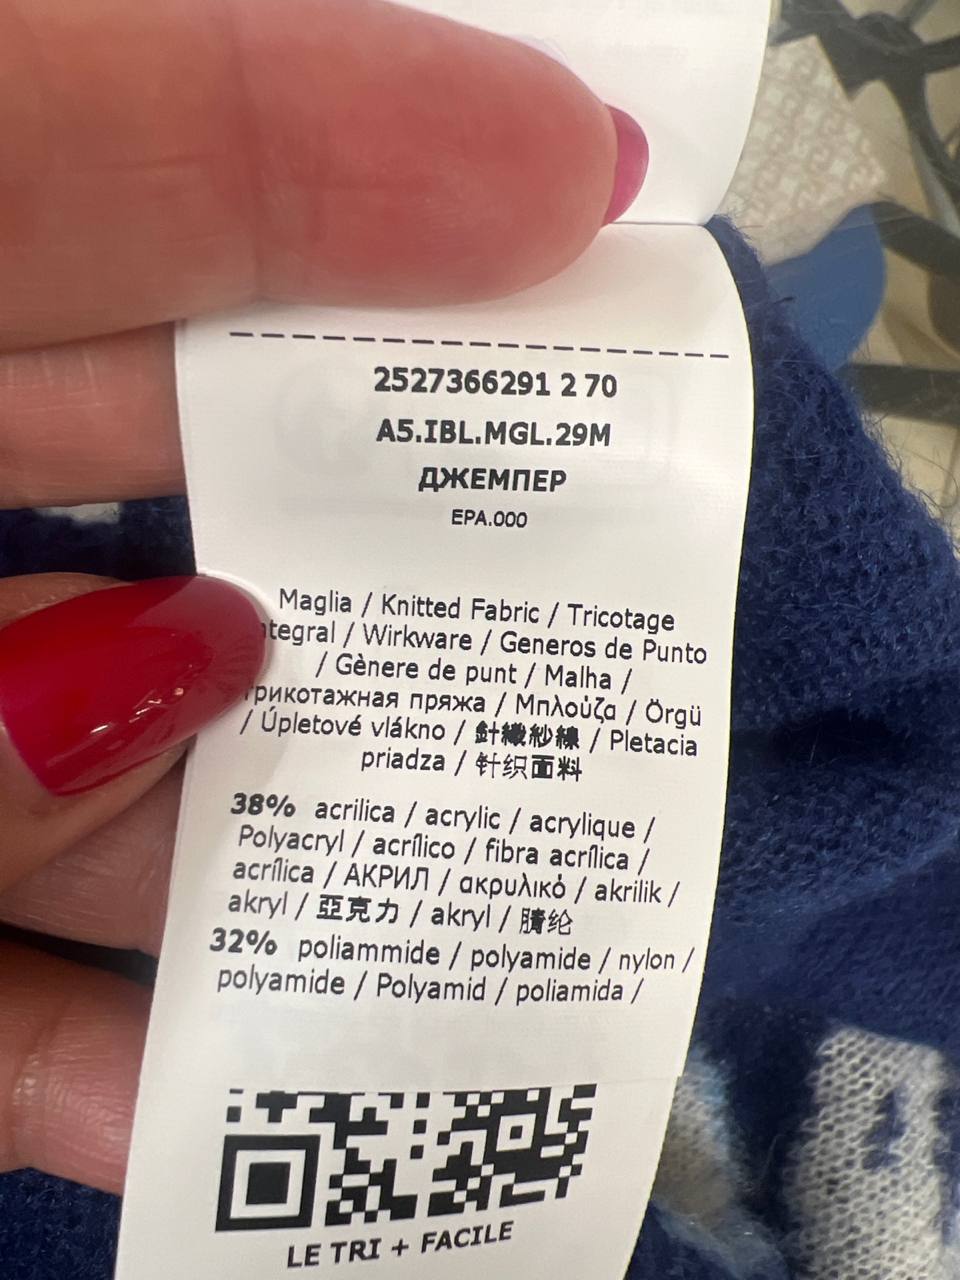 2527366291 2 70
A5.IBL.MGL.29M
ДЖЕМПЕР
EPA.000
Maglia / Knitted Fabric / Tricotage
/ Wirkware / Generos de Punto
/ Gènere de punt / Malha /
пряжа / Μπλούζα / Örgü
/ Úpletové vlákno / 針織紗線 / Pletacia
priadza / 针织面料
38% acrilica / acrylic / acrylique /
Polyacryl / acrílico / fibra acrílica /
acrílica / АКРИЛ / ακρυλικό / akrilik /
akryl / 亞克力 / akryl / 腈纶
32% poliammide / polyamide / nylon /
polyamide / Polyamid / poliamida /
LE TRI + FACILE